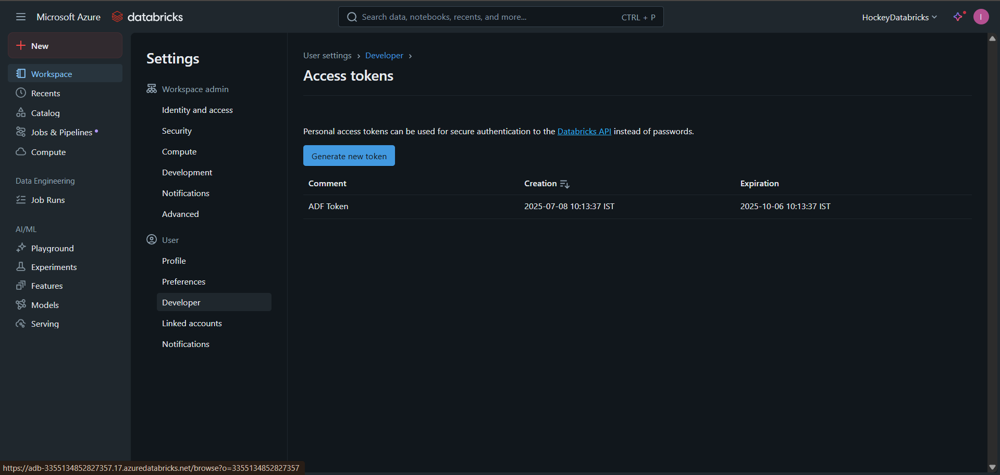 Microsoft Azure databricks
Search data, notebooks, recents, and more... CTRL + P
HockeyDatabricks
I
New
Workspace
Recents
Catalog
Jobs & Pipelines
Compute
Data Engineering
Job Runs
AI/ML
Playground
Experiments
Features
Models
Serving
Settings
Workspace admin
Identity and access
Security
Compute
Development
Notifications
Advanced
User
Profile
Preferences
Developer
Linked accounts
Notifications
User settings › Developer ›
Access tokens
Personal access tokens can be used for secure authentication to the Databricks API instead of passwords.
Generate new token
Comment Creation Expiration
ADF Token 2025-07-08 10:13:37 IST 2025-10-06 10:13:37 IST
https://adb-3355134852827357.17.azuredatabricks.net/browse?o=3355134852827357